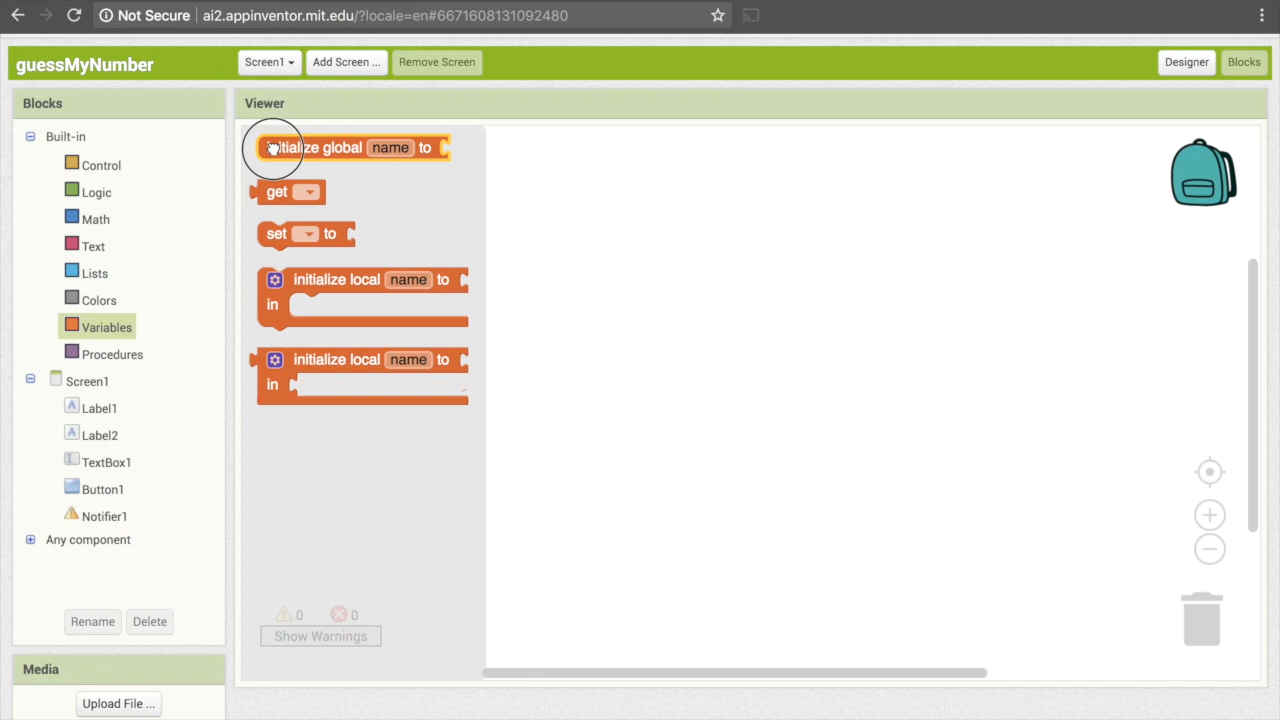 Not Secure ai2.appinventor.mit.edu/?locale=en#6671608131092480
guessMyNumber
Screen1
Add Screen ...
Remove Screen
Designer
Blocks
Blocks
Built-in
Control
Logic
Math
Text
Lists
Colors
Variables
Procedures
Screen1
Label1
Label2
TextBox1
Button1
Notifier1
Any component
Rename
Delete
Media
Upload File ...
Viewer
initialize global name to
get
set to
initialize local name to
in
initialize local name to
in
0 0
Show Warnings